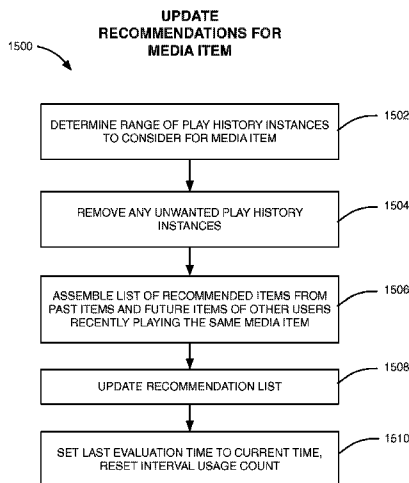 UPDATE
RECOMMENDATIONS FOR
MEDIA ITEM
1500
DETERMINE RANGE OF PLAY HISTORY INSTANCES
TO CONSIDER FOR MEDIA ITEM
1502
REMOVE ANY UNWANTED PLAY HISTORY
INSTANCES
1504
ASSEMBLE LIST OF RECOMMENDED ITEMS FROM
PAST ITEMS AND FUTURE ITEMS OF OTHER USERS
RECENTLY PLAYING THE SAME MEDIA ITEM
1506
UPDATE RECOMMENDATION LIST
1508
SET LAST EVALUATION TIME TO CURRENT TIME,
RESET INTERVAL USAGE COUNT
1510